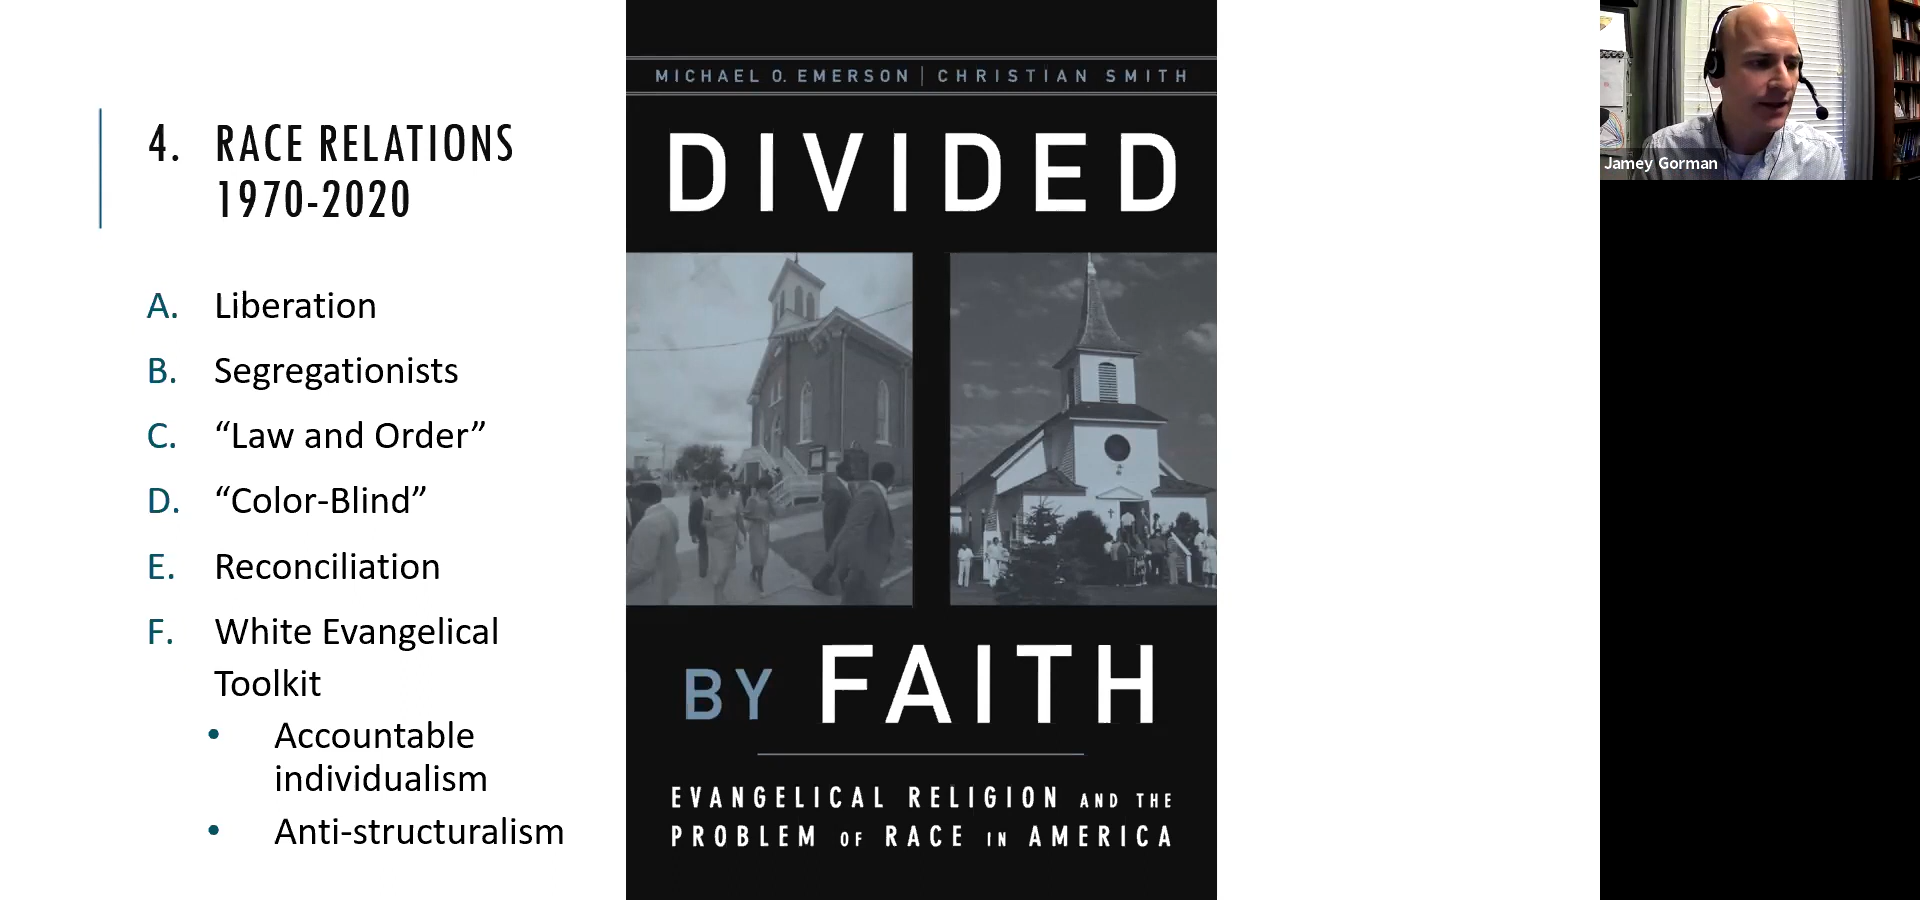 4. RACE RELATIONS
1970-2020
A. Liberation
B. Segregationists
C. “Law and Order”
D. “Color-Blind”
E. Reconciliation
F. White Evangelical
Toolkit
• Accountable
individualism
• Anti-structuralism
MICHAEL O. EMERSON | CHRISTIAN SMITH
DIVIDED
BY FAITH
EVANGELICAL RELIGION AND THE
PROBLEM OF RACE IN AMERICA
Jamey Gorman